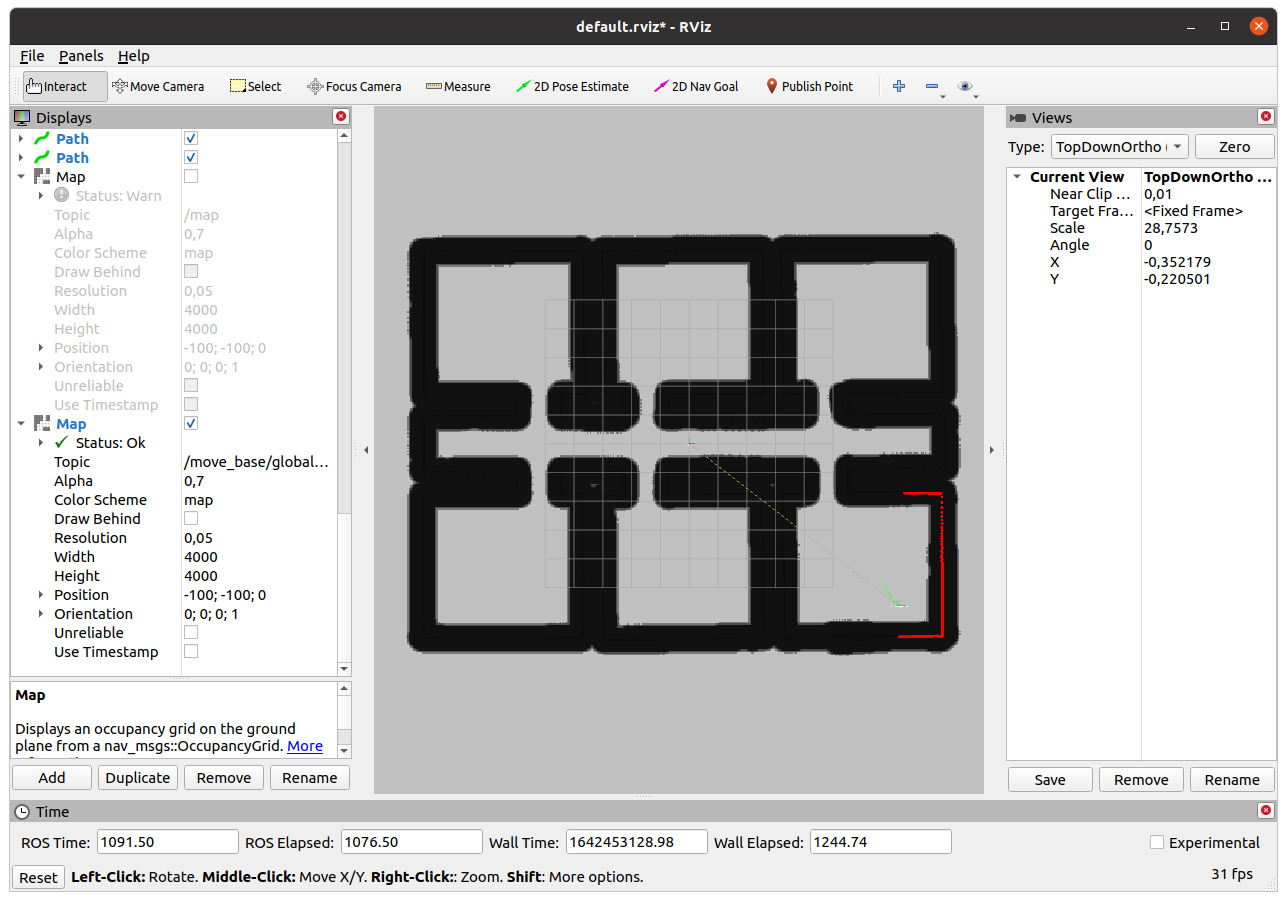 default.rviz* - RViz
File Panels Help
Interact Move Camera Select Focus Camera Measure 2D Pose Estimate 2D Nav Goal Publish Point
Displays
Path
Path
Map
Status: Warn
Topic /map
Alpha 0,7
Color Scheme map
Draw Behind
Resolution 0,05
Width 4000
Height 4000
Position -100; -100; 0
Orientation 0; 0; 0; 1
Unreliable
Use Timestamp
Map
Status: Ok
Topic /move_base/global...
Alpha 0,7
Color Scheme map
Draw Behind
Resolution 0,05
Width 4000
Height 4000
Position -100; -100; 0
Orientation 0; 0; 0; 1
Unreliable
Use Timestamp
Map
Displays an occupancy grid on the ground
plane from a nav_msgs::OccupancyGrid. More
Add Duplicate Remove Rename
Views
Type: TopDownOrtho ( Zero
Current View TopDownOrtho ...
Near Clip ... 0,01
Target Fra... <Fixed Frame>
Scale 28,7573
Angle 0
X -0,352179
Y -0,220501
Save Remove Rename
Time
ROS Time: 1091.50 ROS Elapsed: 1076.50 Wall Time: 1642453128.98 Wall Elapsed: 1244.74 Experimental
Reset Left-Click: Rotate. Middle-Click: Move X/Y. Right-Click:: Zoom. Shift: More options. 31 fps